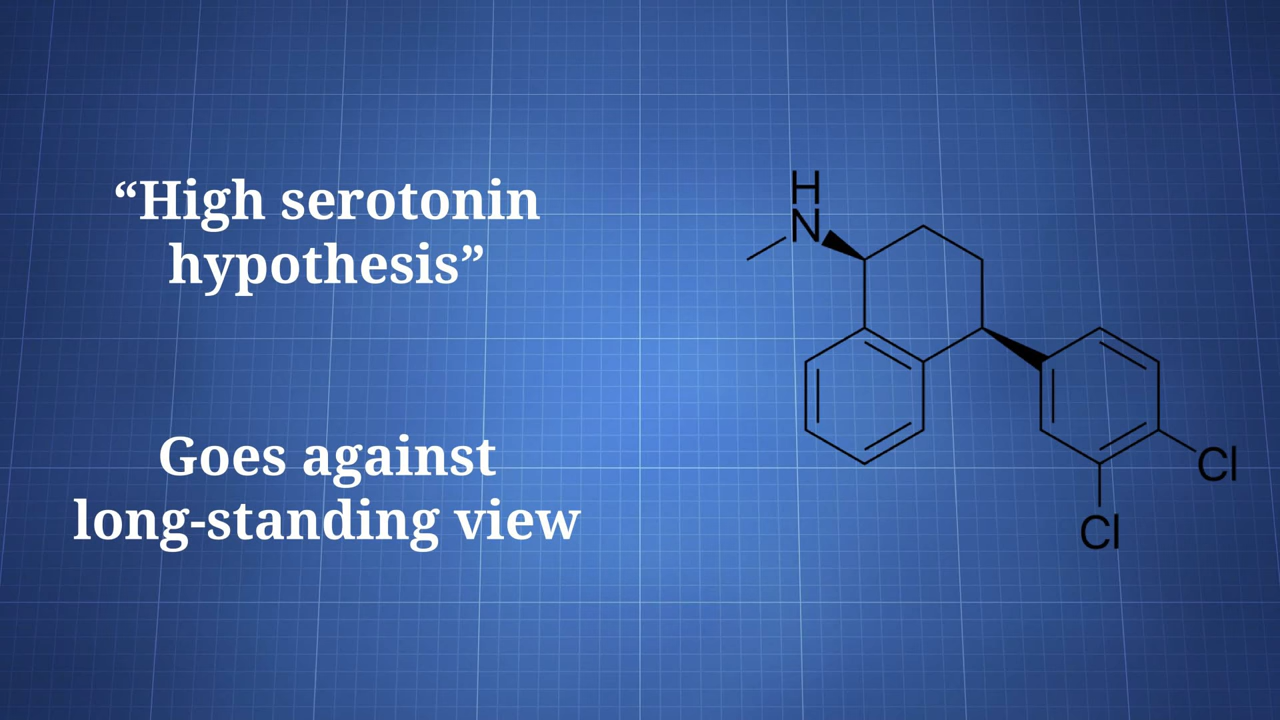 “High serotonin
hypothesis”
Goes against
long-standing view
H
N
Cl
Cl